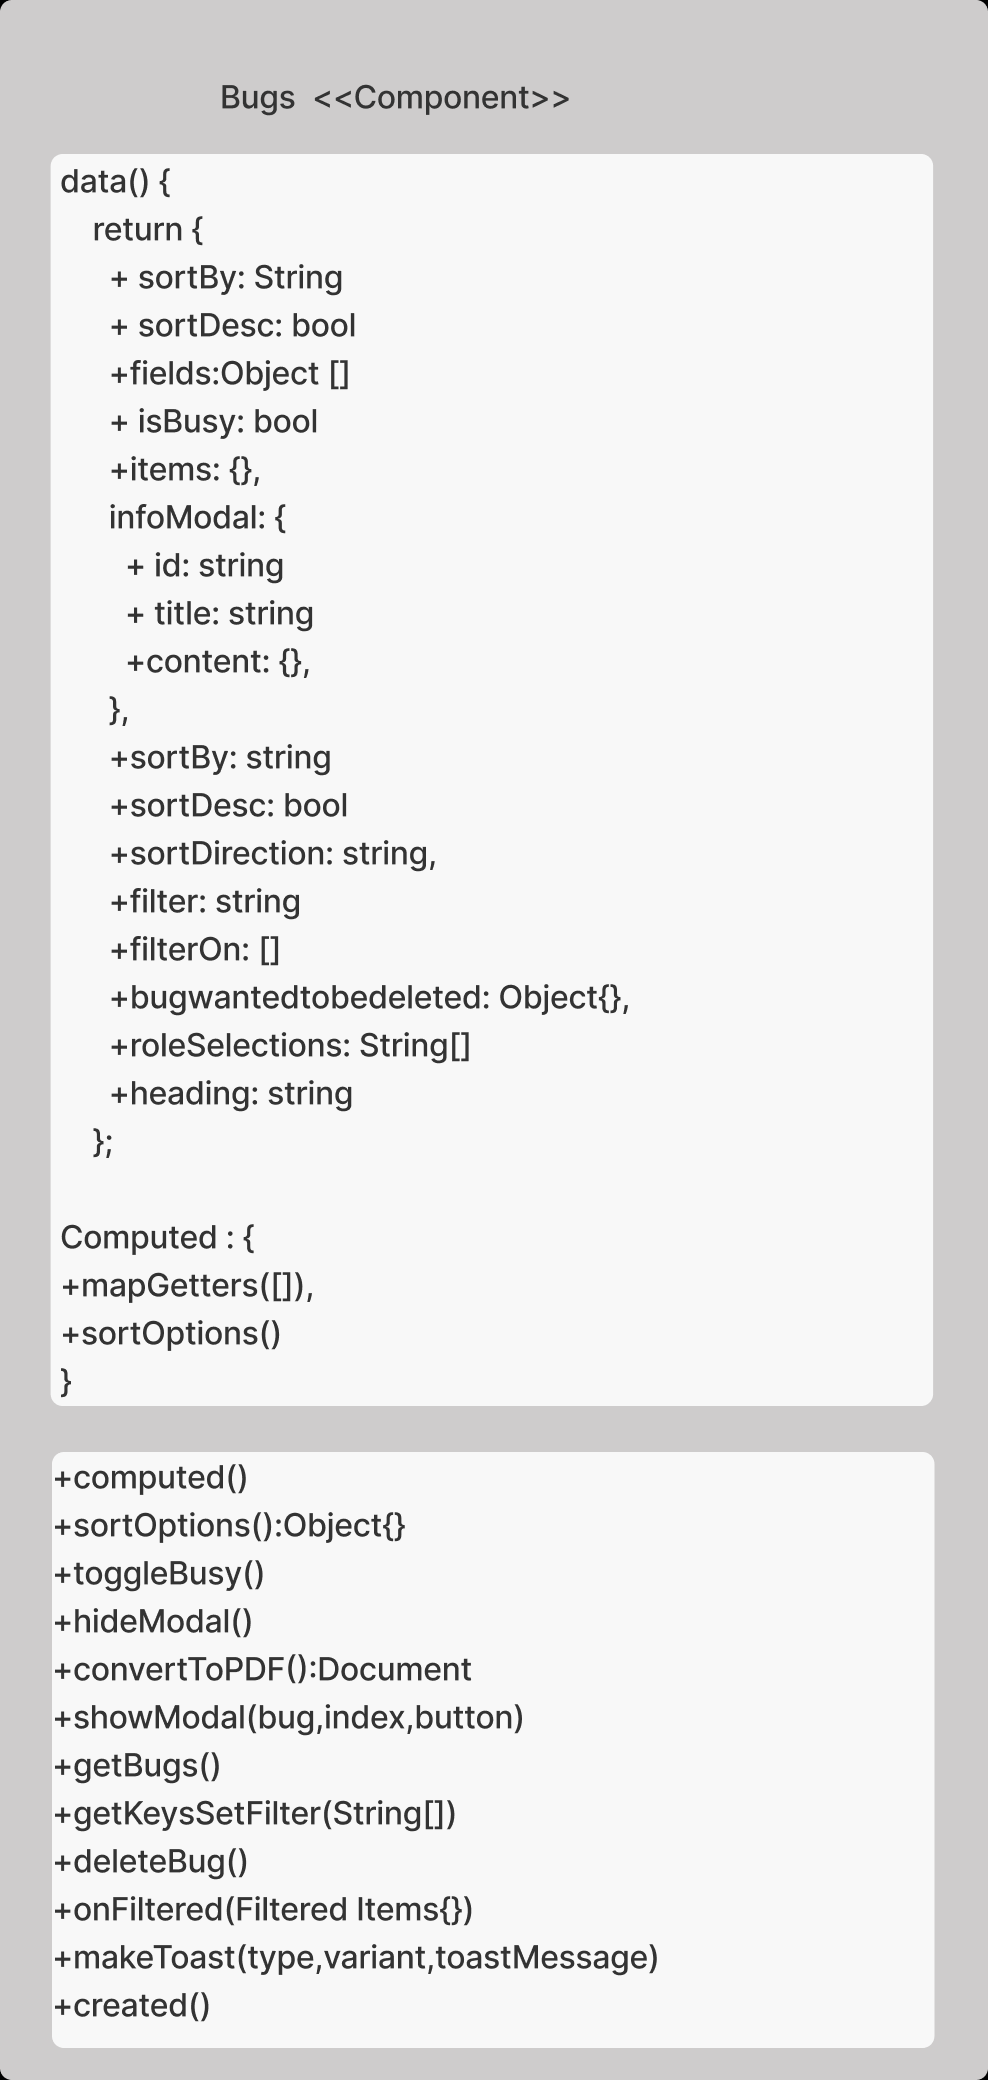 Bugs <<Component>>
data() {
return {
+ sortBy: String
+ sortDesc: bool
+fields:Object []
+ isBusy: bool
+items: {},
infoModal: {
+ id: string
+ title: string
+content: {},
},
+sortBy: string
+sortDesc: bool
+sortDirection: string,
+filter: string
+filterOn: []
+bugwantedtobedeleted: Object{},
+roleSelections: String[]
+heading: string
};
Computed : {
+mapGetters([]),
+sortOptions()
}
+computed()
+sortOptions():Object{}
+toggleBusy()
+hideModal()
+convertToPDF():Document
+showModal(bug,index,button)
+getBugs()
+getKeysSetFilter(String[])
+deleteBug()
+onFiltered(Filtered Items{})
+makeToast(type,variant,toastMessage)
+created()